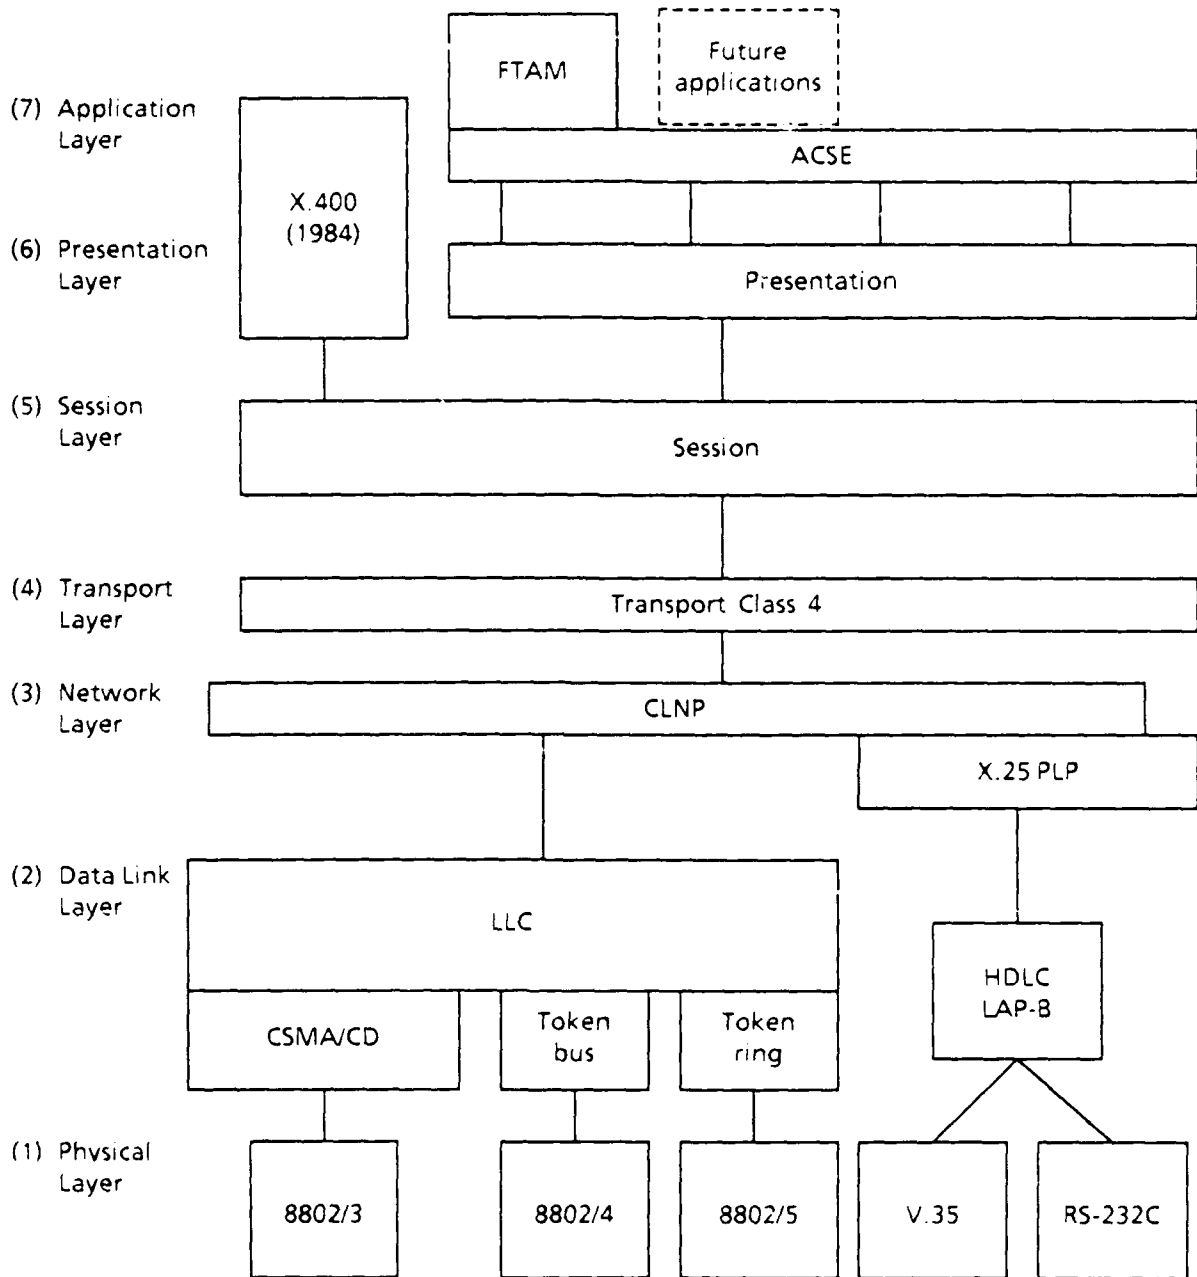 FTAM
Future
applications
(7) Application
Layer
ACSE
X.400
(1984)
(6) Presentation
Layer
Presentation
(5) Session
Layer
Session
(4) Transport
Layer
Transport Class 4
(3) Network
Layer
CLNP
X.25 PLP
(2) Data Link
Layer
LLC
HDLC
LAP-B
CSMA/CD
Token
bus
Token
ring
(1) Physical
Layer
8802/3
8802/4
8802/5
V.35
RS-232C